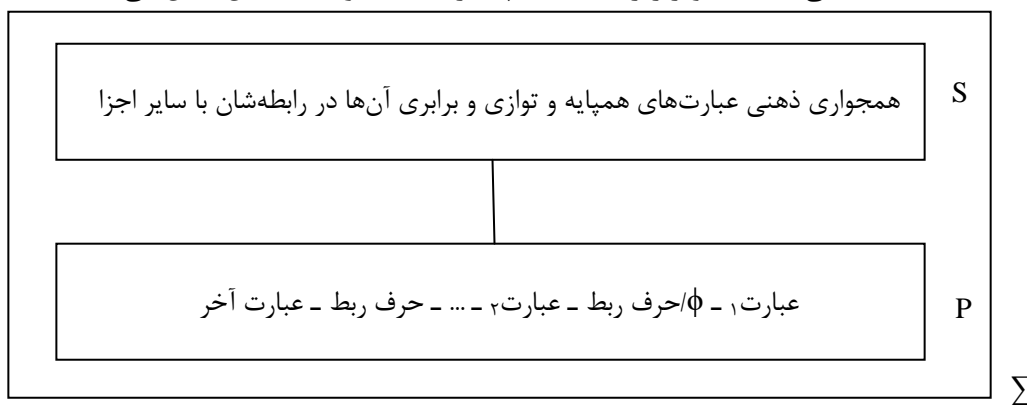 همجواری ذهنی عبارت‌های همپایه و توازی و برابری آن‌ها در رابطه‌شان با سایر اجزا
S
عبارت۱ ـ ϕ/حرف ربط ـ عبارت۲ ـ ... ـ حرف ربط ـ عبارت آخر
P
∑